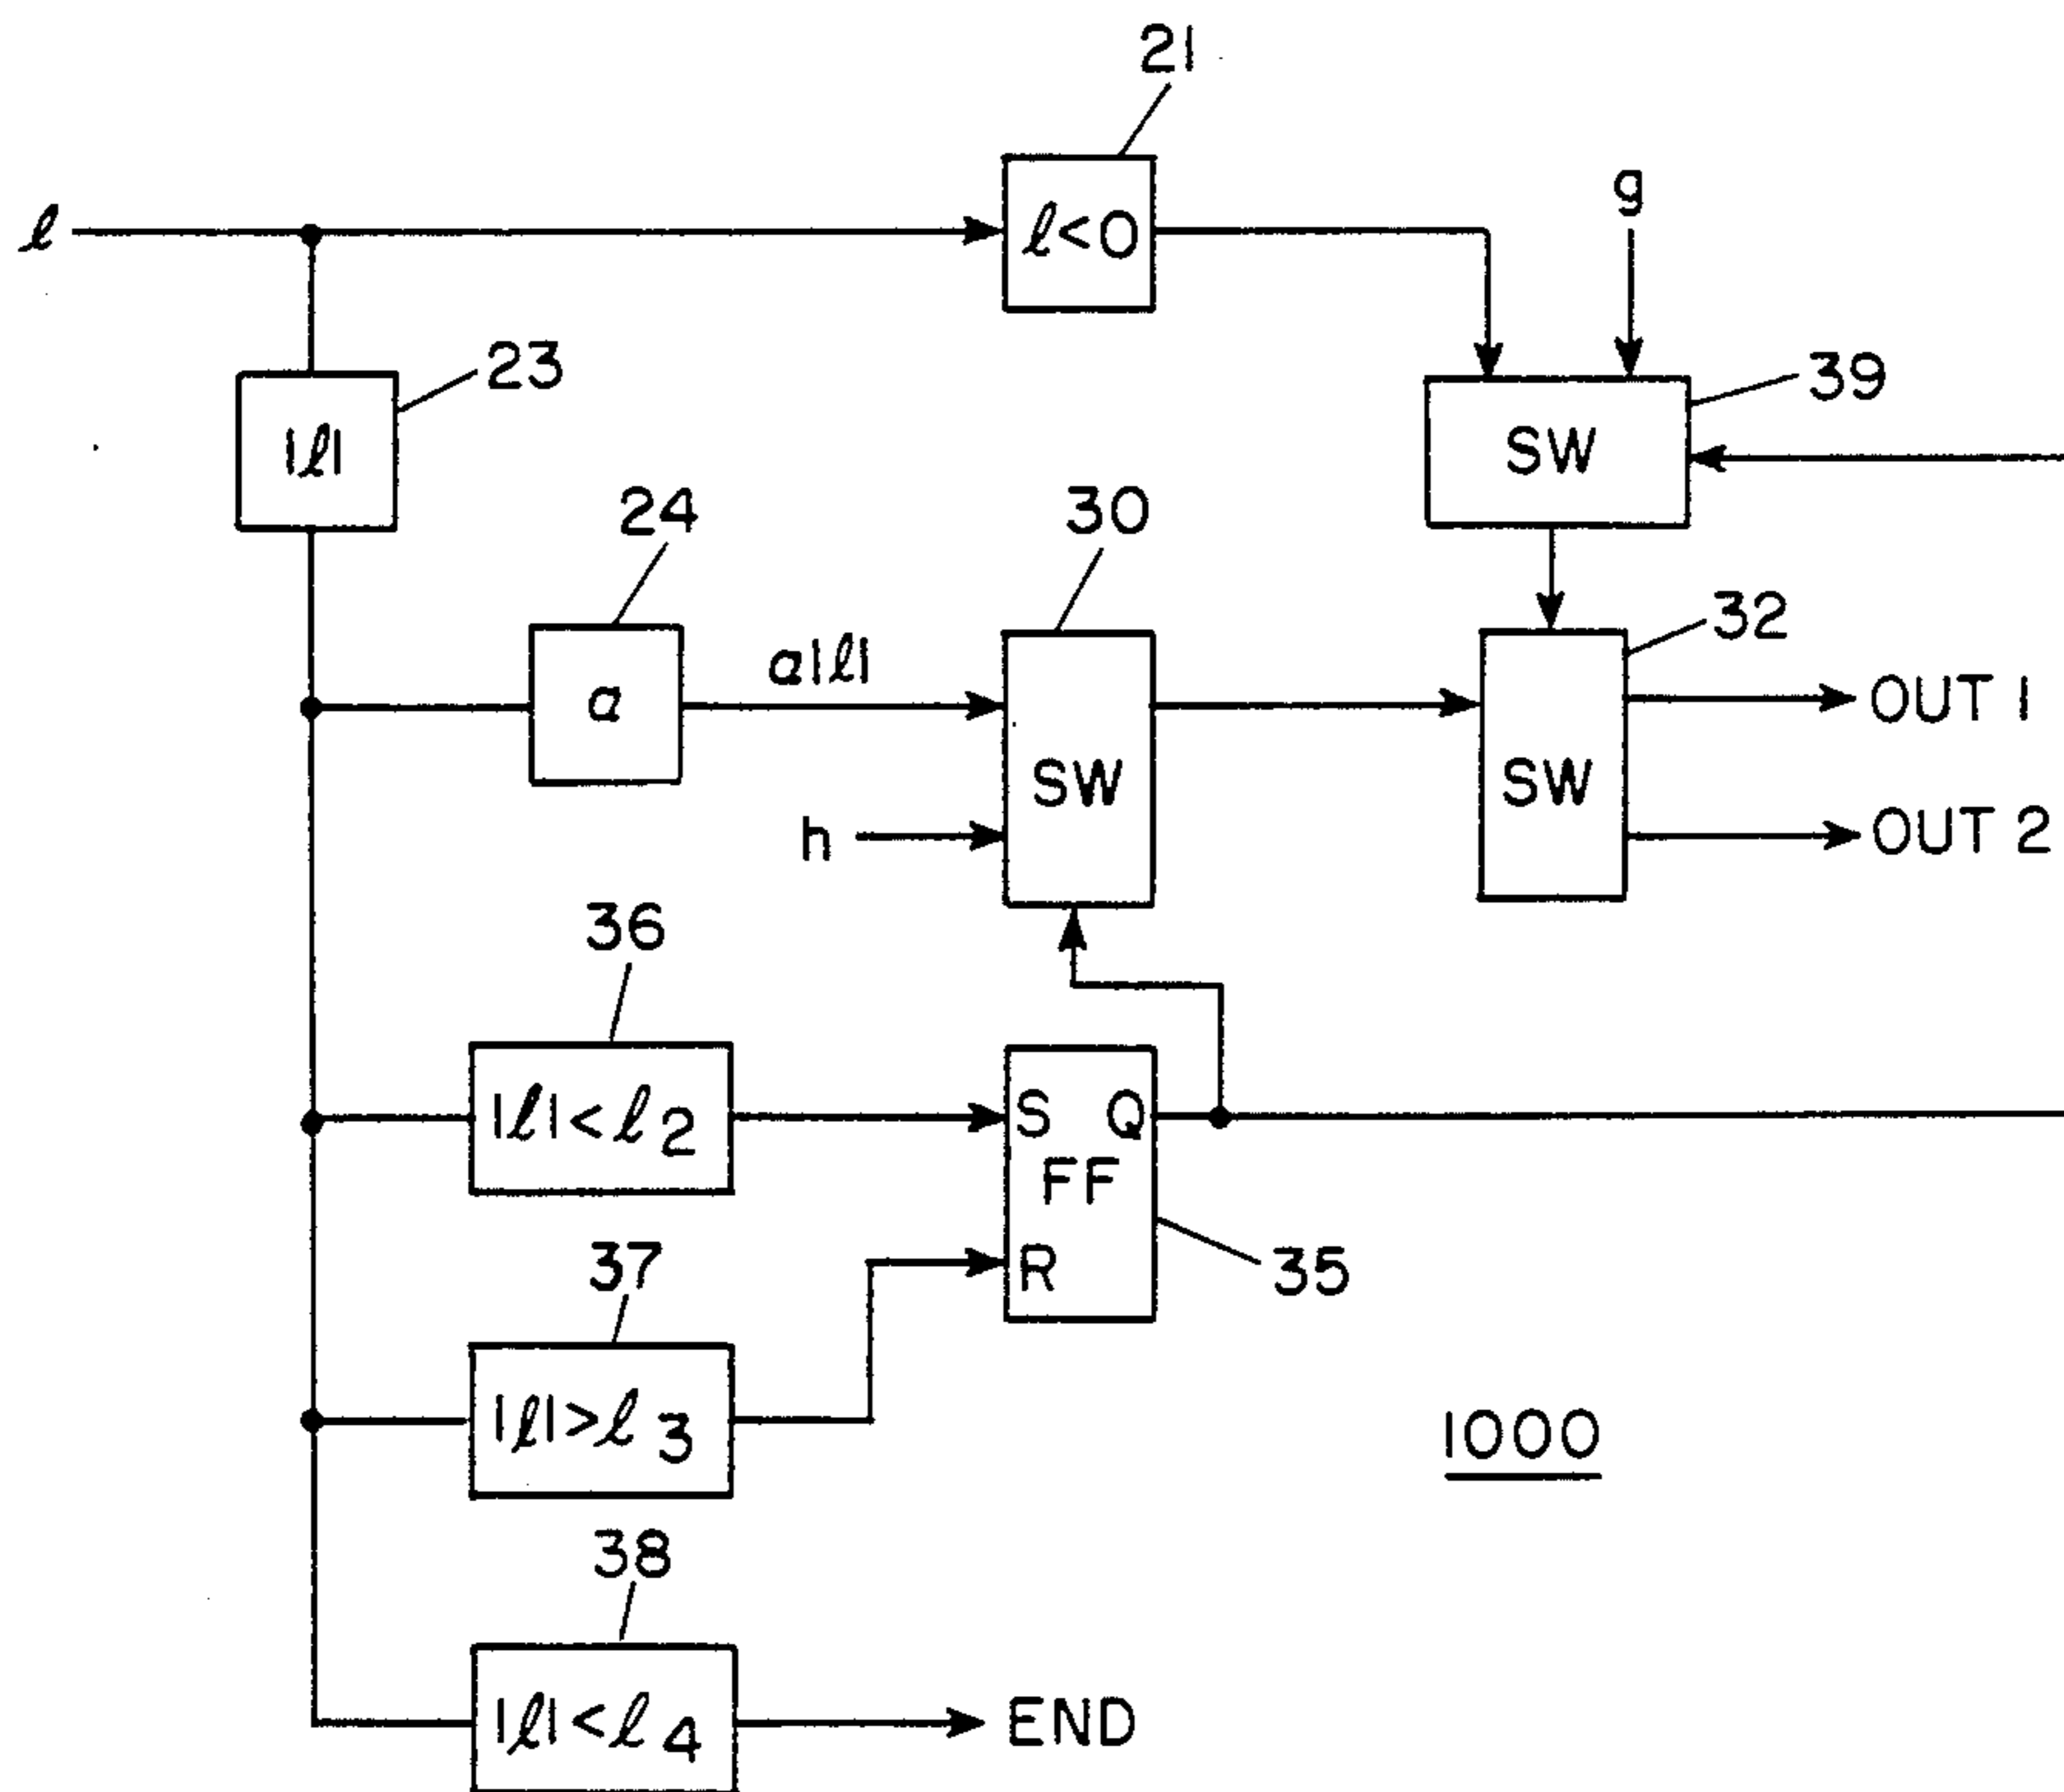 21
ℓ
ℓ<0
g
23
|ℓ|
39
SW
24
30
a
a|ℓ|
SW
h
32
SW
OUT 1
OUT 2
36
|ℓ|<ℓ2
S Q
FF
R
35
37
|ℓ|>ℓ3
1000
38
|ℓ|<ℓ4
END